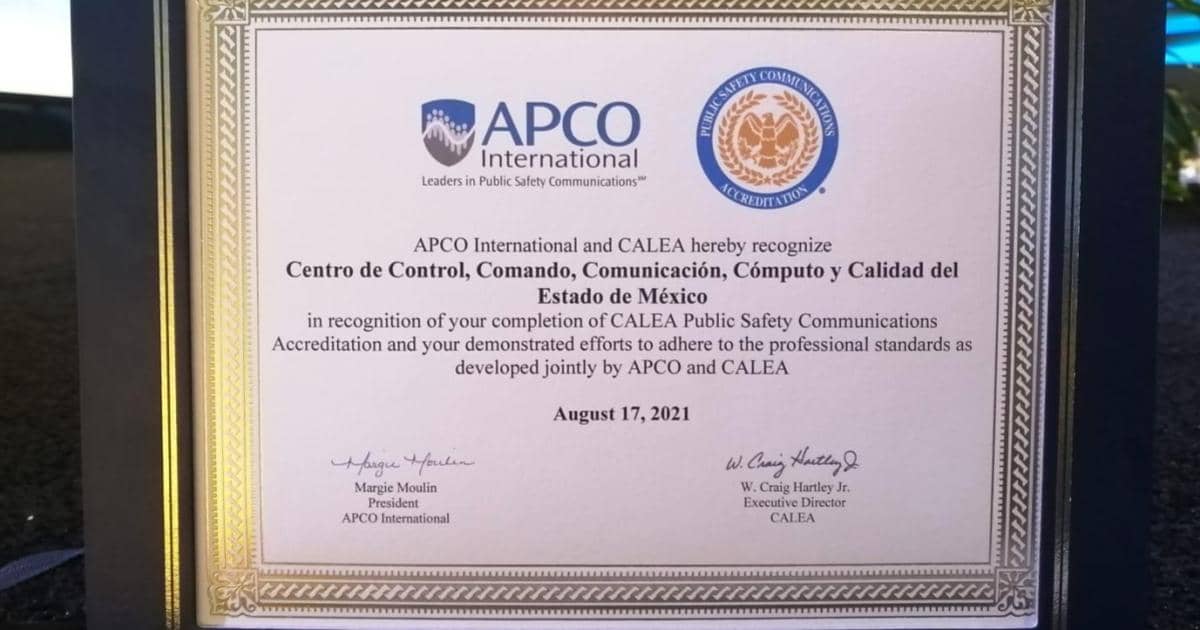 APCO
International
Leaders in Public Safety Communications℠
PUBLIC SAFETY COMMUNICATIONS
ACCREDITATION
APCO International and CALEA hereby recognize
Centro de Control, Comando, Comunicación, Cómputo y Calidad del
Estado de México
in recognition of your completion of CALEA Public Safety Communications
Accreditation and your demonstrated efforts to adhere to the professional standards as
developed jointly by APCO and CALEA
August 17, 2021
Margie Moulin
W. Craig Hartley Jr.
Margie Moulin
President
APCO International
W. Craig Hartley Jr.
Executive Director
CALEA